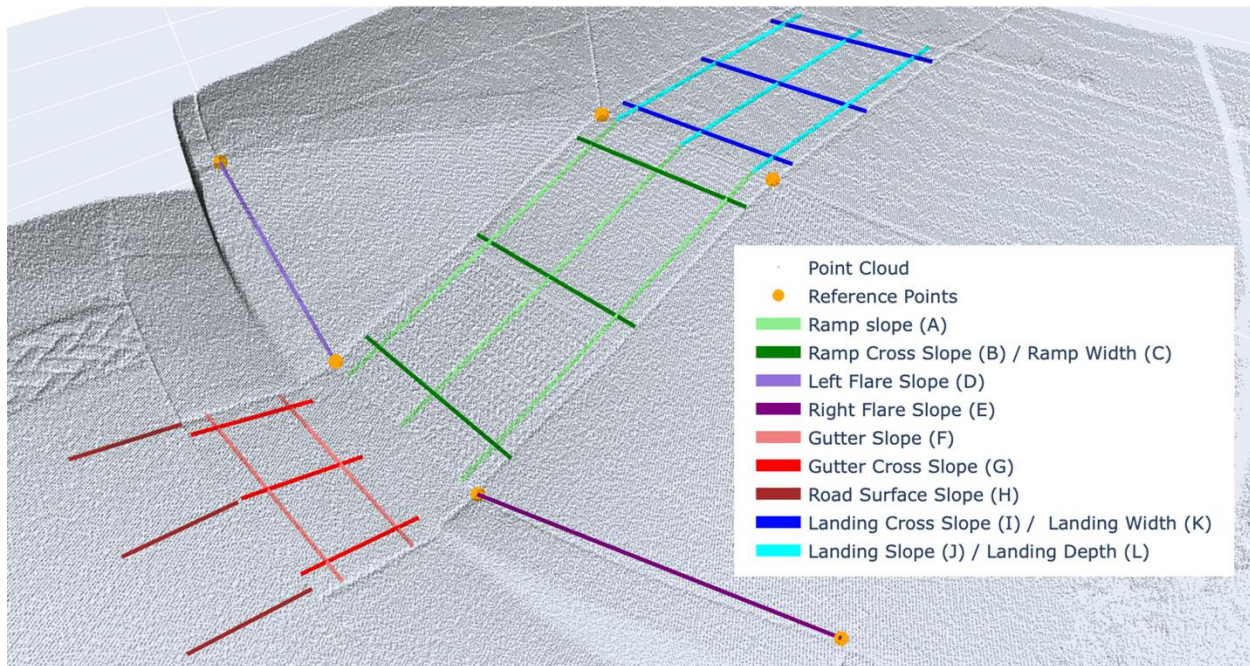 Point Cloud
Reference Points
Ramp slope (A)
Ramp Cross Slope (B) / Ramp Width (C)
Left Flare Slope (D)
Right Flare Slope (E)
Gutter Slope (F)
Gutter Cross Slope (G)
Road Surface Slope (H)
Landing Cross Slope (I) /  Landing Width (K)
Landing Slope (J) / Landing Depth (L)